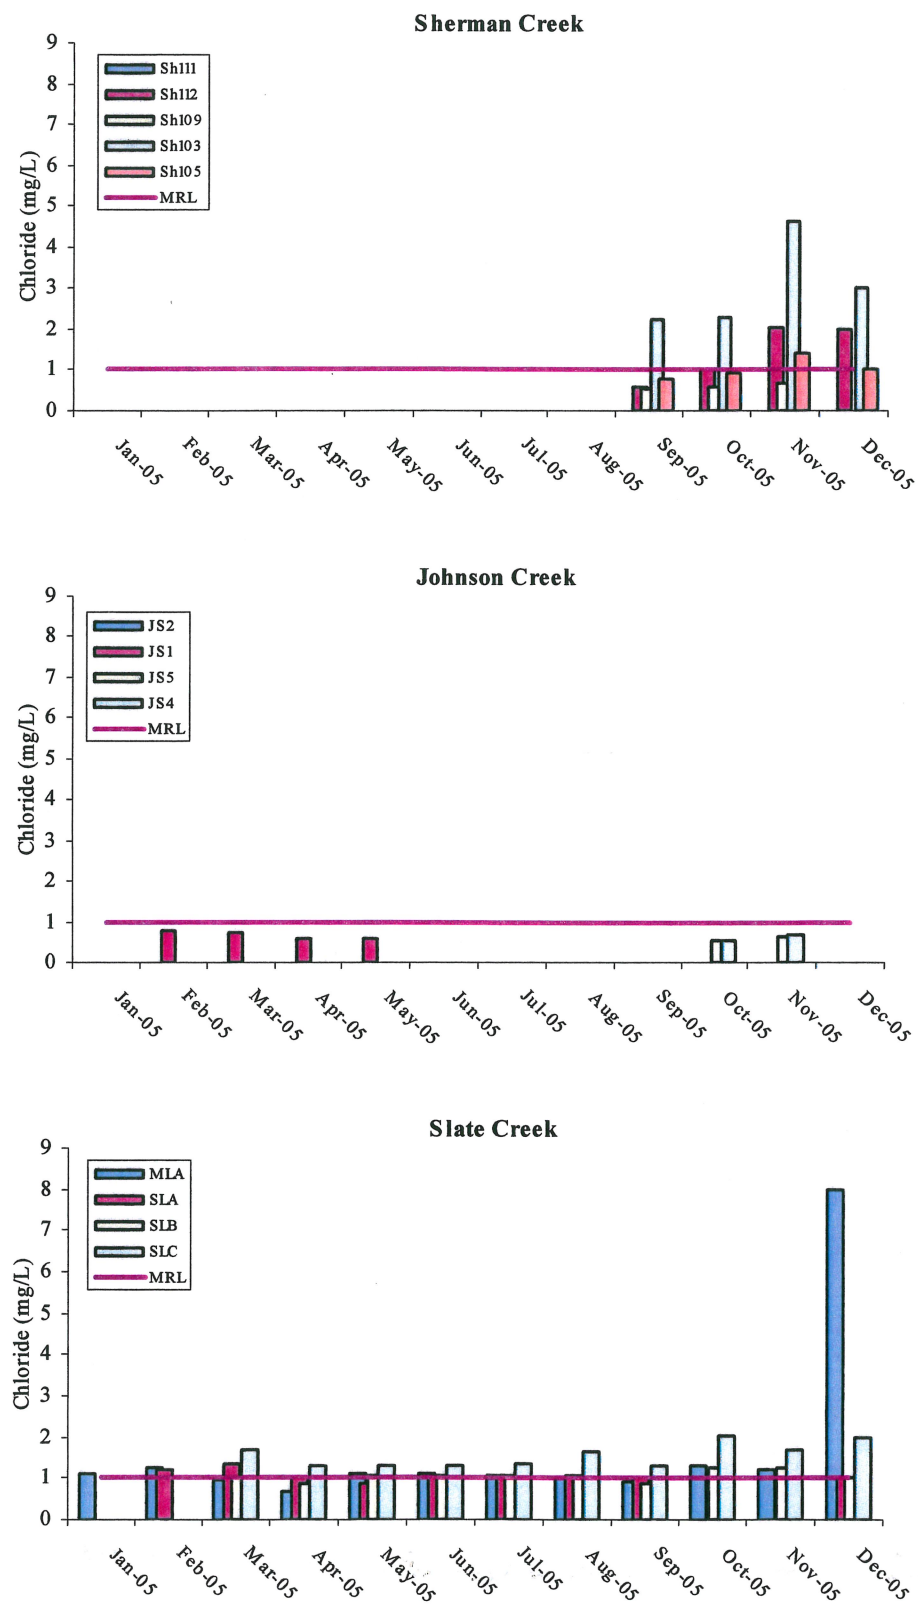 Sherman Creek
Chloride (mg/L)
9
8
7
6
5
4
3
2
1
0
Sh111
Sh112
Sh109
Sh103
Sh105
MRL
Jan-05
Feb-05
Mar-05
Apr-05
May-05
Jun-05
Jul-05
Aug-05
Sep-05
Oct-05
Nov-05
Dec-05
Johnson Creek
Chloride (mg/L)
9
8
7
6
5
4
3
2
1
0
JS2
JS1
JS5
JS4
MRL
Jan-05
Feb-05
Mar-05
Apr-05
May-05
Jun-05
Jul-05
Aug-05
Sep-05
Oct-05
Nov-05
Dec-05
Slate Creek
Chloride (mg/L)
9
8
7
6
5
4
3
2
1
0
MLA
SLA
SLB
SLC
MRL
Jan-05
Feb-05
Mar-05
Apr-05
May-05
Jun-05
Jul-05
Aug-05
Sep-05
Oct-05
Nov-05
Dec-05